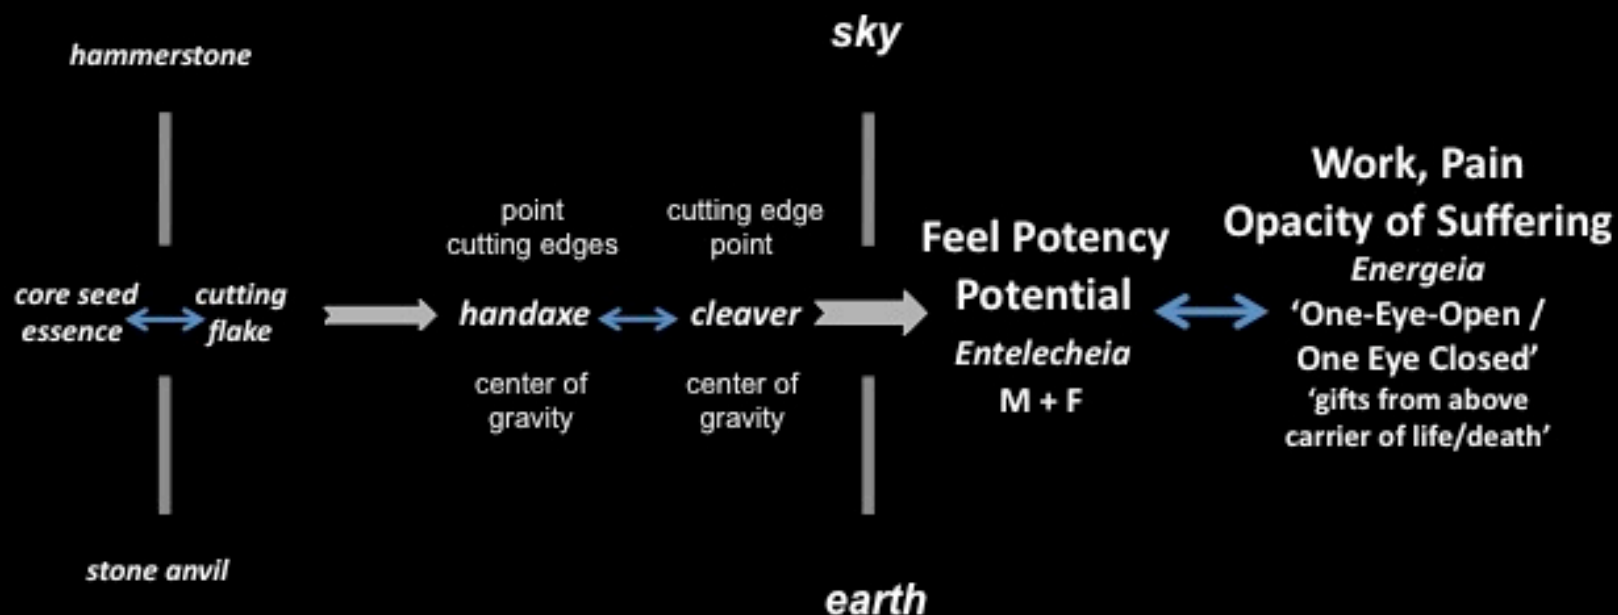 hammerstone
core seed
essence
cutting
flake
stone anvil
point
cutting edges
handaxe
center of
gravity
cutting edge
point
cleaver
center of
gravity
sky
earth
Feel Potency
Potential
Entelecheia
M + F
Work, Pain
Opacity of Suffering
Energeia
‘One-Eye-Open /
One Eye Closed’
‘gifts from above
carrier of life/death’